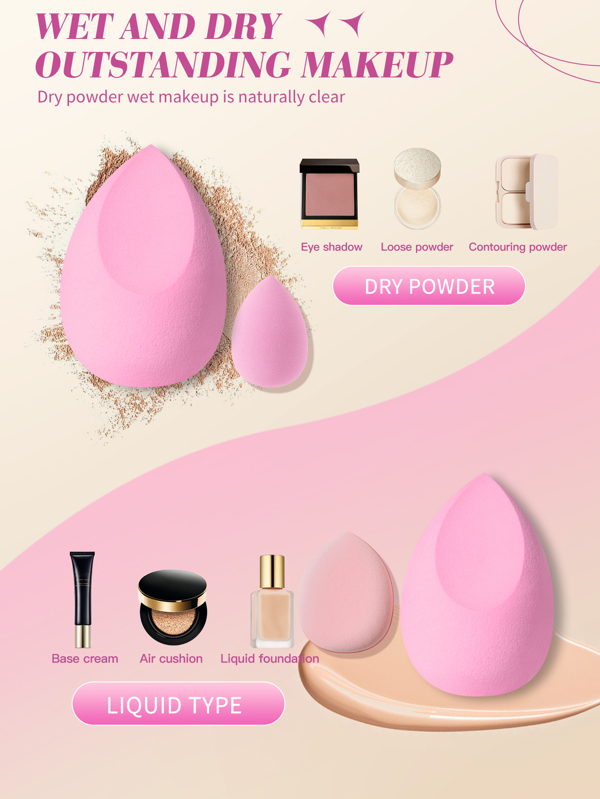 WET AND DRY
OUTSTANDING MAKEUP
Dry powder wet makeup is naturally clear
Eye shadow Loose powder Contouring powder
DRY POWDER
Base cream Air cushion Liquid foundation
LIQUID TYPE